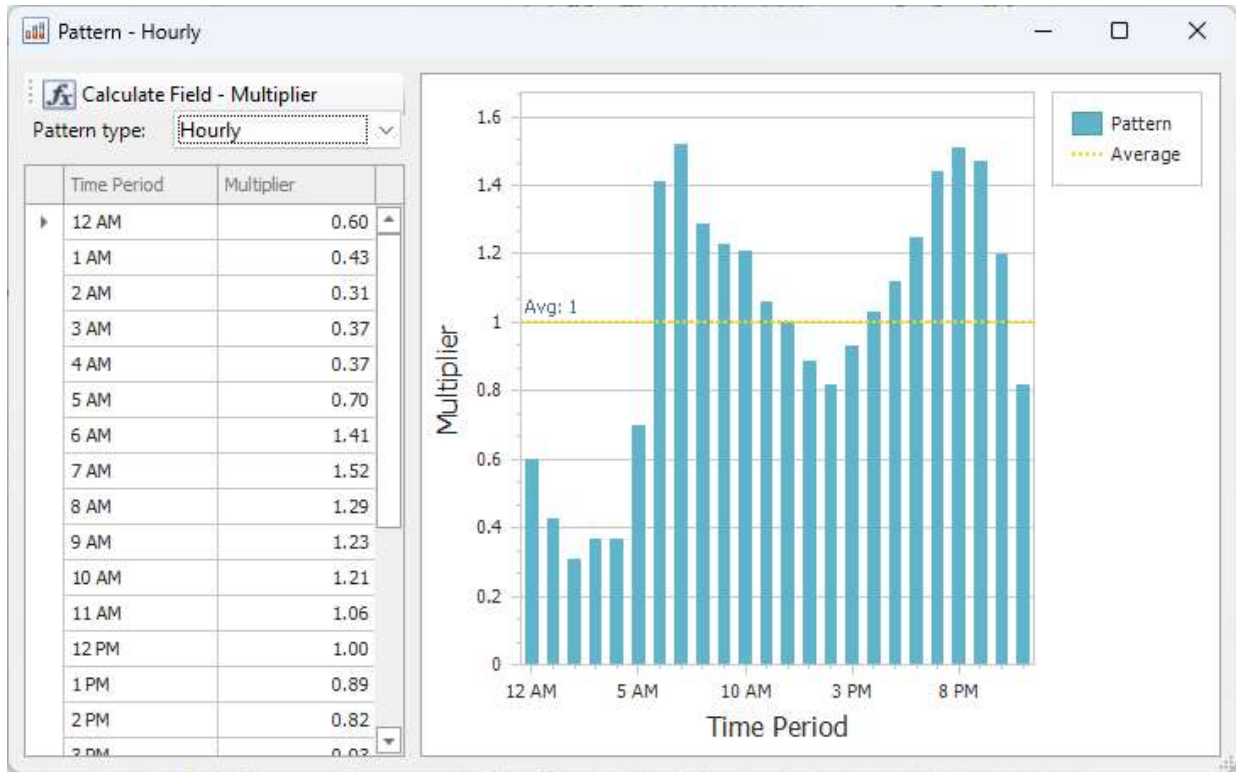 Pattern - Hourly
Calculate Field - Multiplier
Pattern type: Hourly
Time Period Multiplier
12 AM 0.60
1 AM 0.43
2 AM 0.31
3 AM 0.37
4 AM 0.37
5 AM 0.70
6 AM 1.41
7 AM 1.52
8 AM 1.29
9 AM 1.23
10 AM 1.21
11 AM 1.06
12 PM 1.00
1 PM 0.89
2 PM 0.82
3 PM 0.93
Multiplier
1.6
1.4
1.2
1
0.8
0.6
0.4
0.2
0
Avg: 1
12 AM 5 AM 10 AM 3 PM 8 PM
Time Period
Pattern
Average